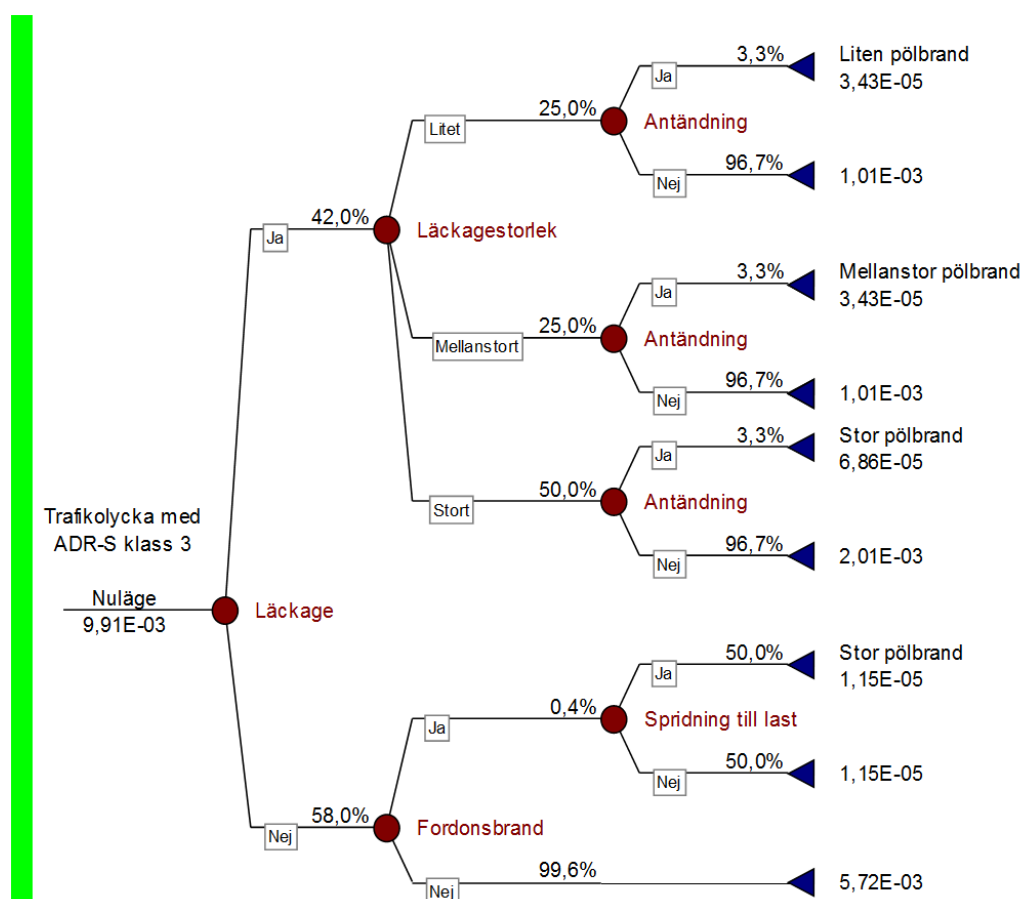 3,3%
Liten pölbrand
Ja
3,43E-05
25,0%
Litet
Antändning
96,7%
Nej
1,01E-03
42,0%
Ja
Läckagestorlek
3,3%
Mellanstor pölbrand
Ja
3,43E-05
25,0%
Mellanstort
Antändning
96,7%
Nej
1,01E-03
3,3%
Stor pölbrand
Ja
6,86E-05
50,0%
Stort
Antändning
96,7%
Nej
2,01E-03
Trafikolycka med
ADR-S klass 3
Nuläge
9,91E-03
Läckage
50,0%
Stor pölbrand
Ja
1,15E-05
0,4%
Ja
Spridning till last
50,0%
Nej
1,15E-05
58,0%
Nej
Fordonsbrand
99,6%
Nej
5,72E-03